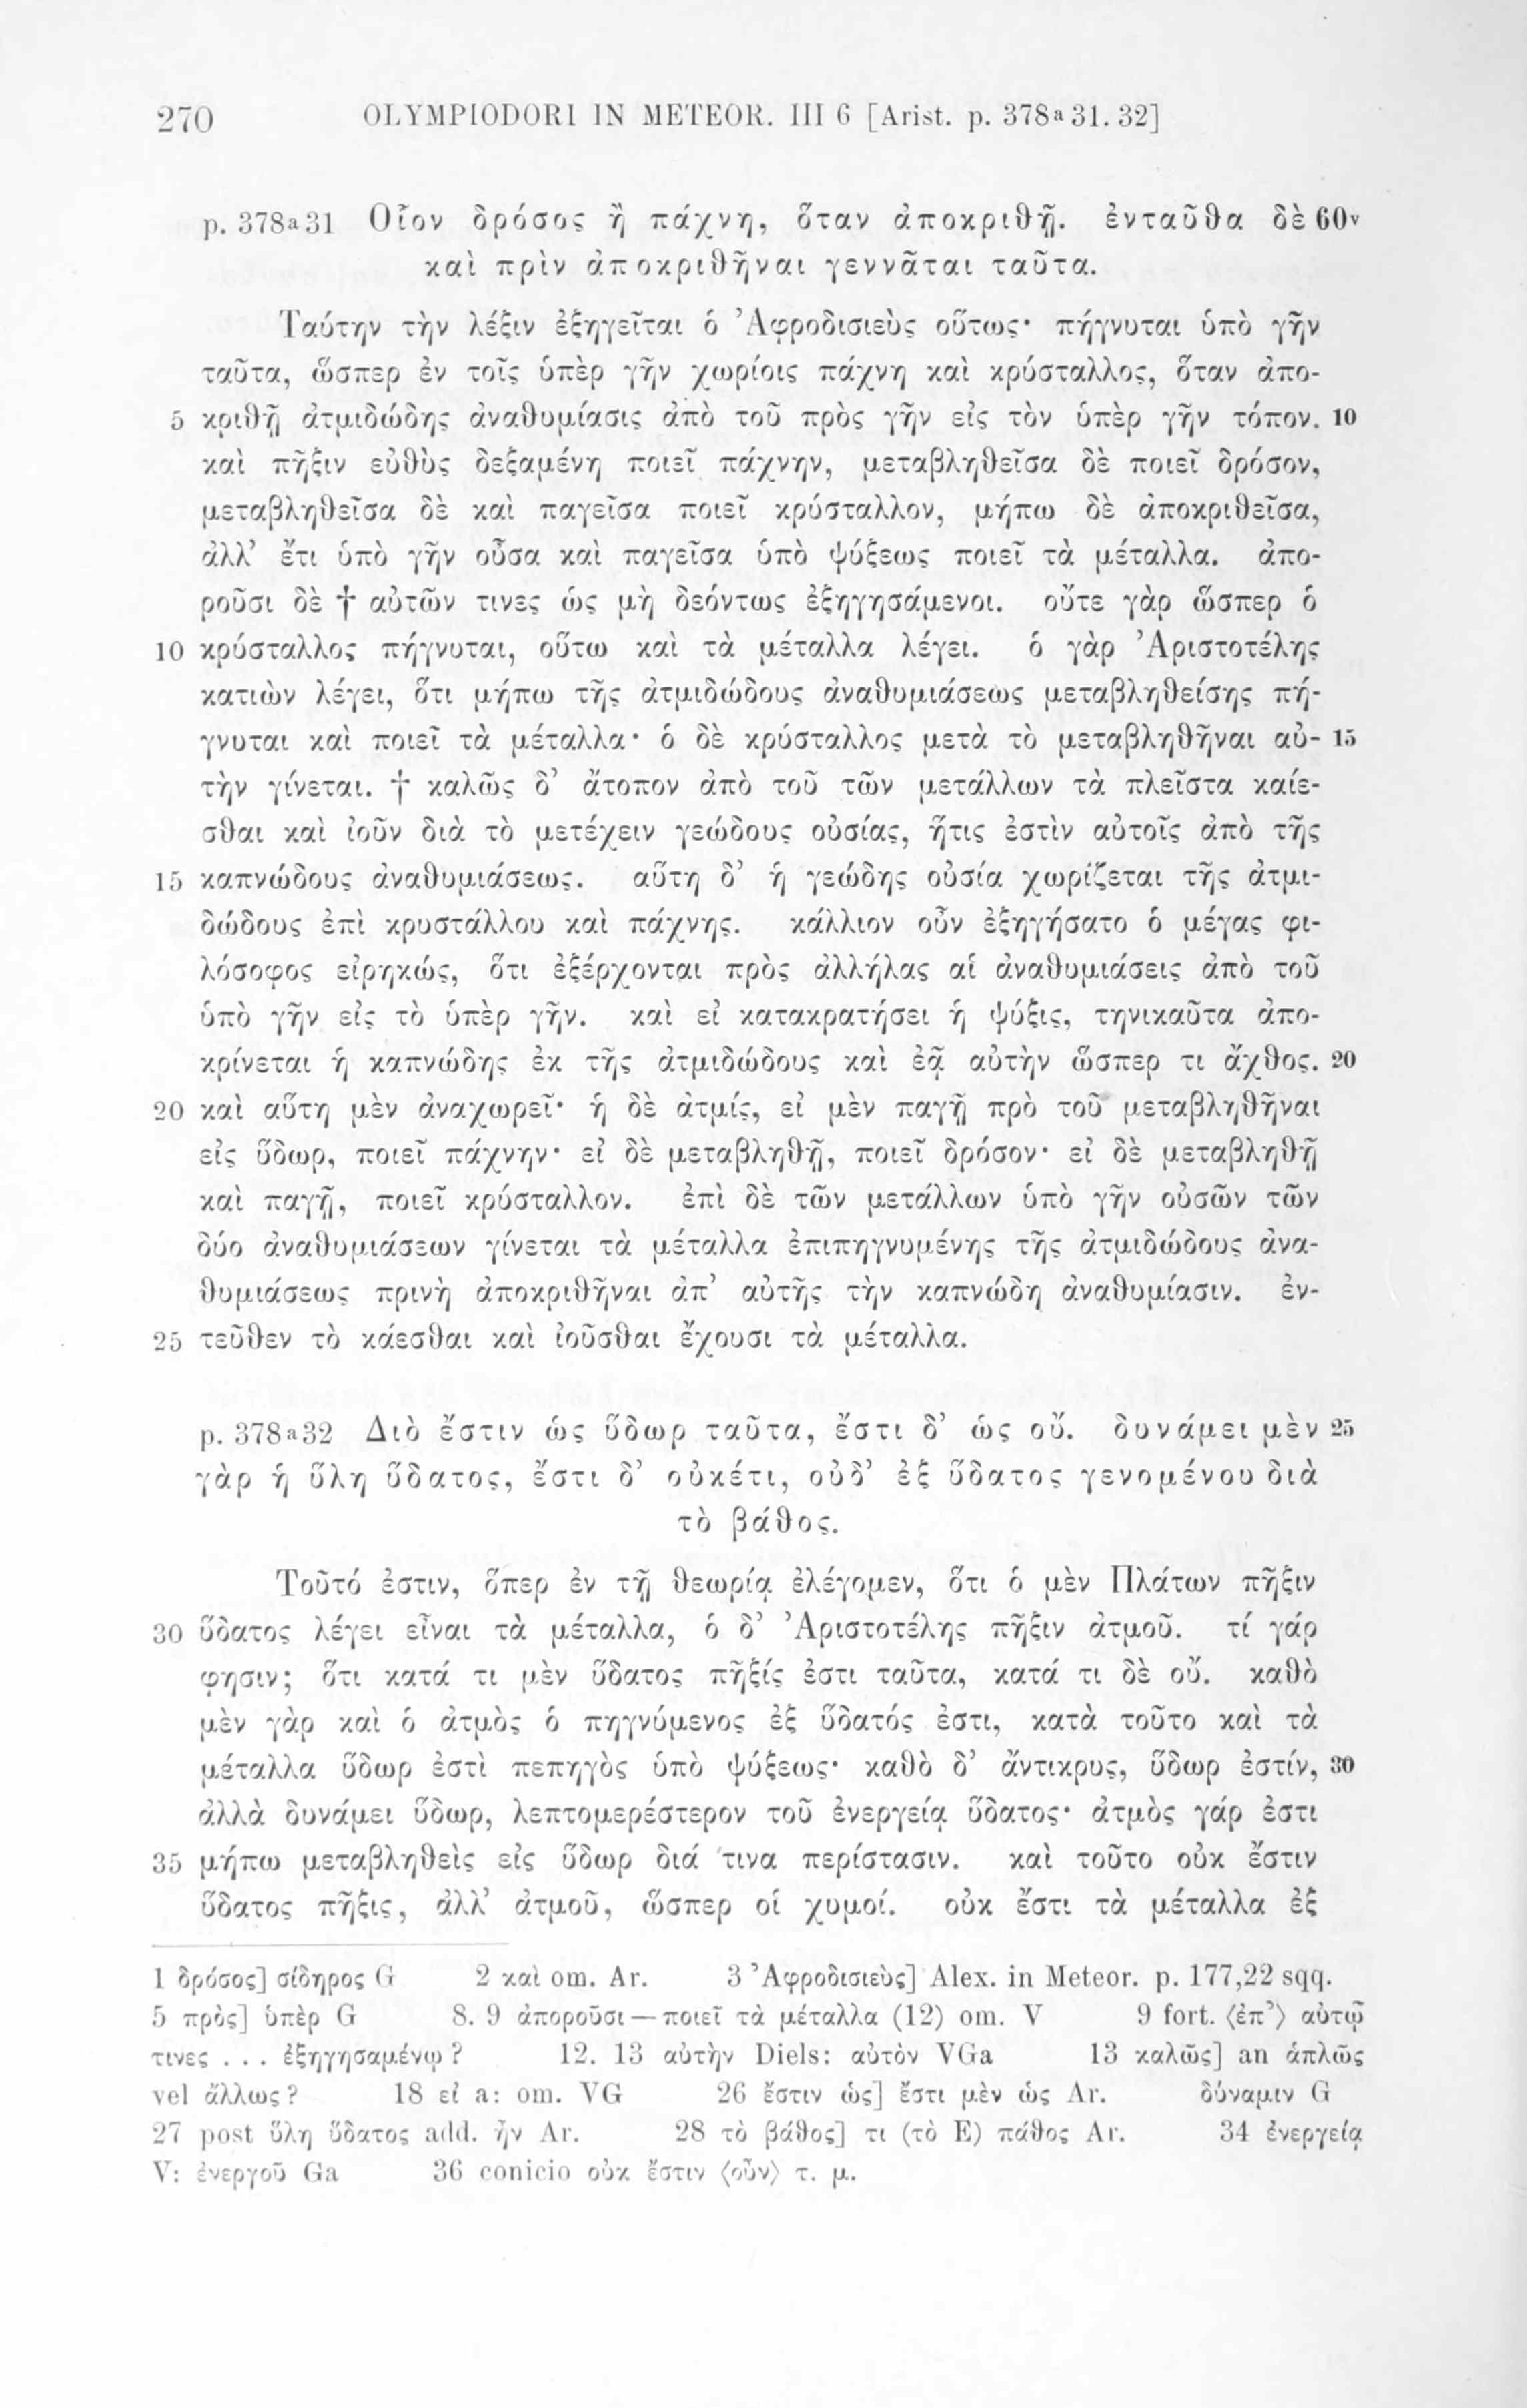 270 OLYMPIODORI IN METEOR. III 6 [Arist. p. 378ª31.32]
p. 378ª31 Οἷον δρόσος ἢ πάχνη, ὅταν ἀποκριθῇ. ἐνταῦθα δὲ 60ᵛ
καὶ πρὶν ἀποκριθῆναι γεννᾶται ταῦτα.
Ταύτην τὴν λέξιν ἐξηγεῖται ὁ Ἀφροδισιεὺς οὕτως· πήγνυται ὑπὸ γῆν
ταῦτα, ὥσπερ ἐν τοῖς ὑπὲρ γῆν χωρίοις πάχνη καὶ κρύσταλλος, ὅταν ἀπο-
5 κριθῇ ἀτμιδώδης ἀναθυμίασις ἀπὸ τοῦ πρὸς γῆν εἰς τὸν ὑπὲρ γῆν τόπον. 10
καὶ πῆξιν εὐθὺς δεξαμένη ποιεῖ πάχνην, μεταβληθεῖσα δὲ ποιεῖ δρόσον,
μεταβληθεῖσα δὲ καὶ παγεῖσα ποιεῖ κρύσταλλον, μήπω δὲ ἀποκριθεῖσα,
ἀλλ’ ἔτι ὑπὸ γῆν οὖσα καὶ παγεῖσα ὑπὸ ψύξεως ποιεῖ τὰ μέταλλα. ἀπο-
ροῦσι δὲ † αὐτῶν τινες ὡς μὴ δεόντως ἐξηγησάμενοι. οὔτε γὰρ ὥσπερ ὁ
10 κρύσταλλος πήγνυται, οὕτω καὶ τὰ μέταλλα λέγει. ὁ γὰρ Ἀριστοτέλης
κατιὼν λέγει, ὅτι μήπω τῆς ἀτμιδώδους ἀναθυμιάσεως μεταβληθείσης πή-
γνυται καὶ ποιεῖ τὰ μέταλλα· ὁ δὲ κρύσταλλος μετὰ τὸ μεταβληθῆναι αὐ- 15
τὴν γίνεται. † καλῶς δ’ ἄτοπον ἀπὸ τοῦ τῶν μετάλλων τὰ πλεῖστα καίε-
σθαι καὶ ἰοῦν διὰ τὸ μετέχειν γεώδους οὐσίας, ἥτις ἐστὶν αὐτοῖς ἀπὸ τῆς
15 καπνώδους ἀναθυμιάσεως. αὕτη δ’ ἡ γεώδης οὐσία χωρίζεται τῆς ἀτμι-
δώδους ἐπὶ κρυστάλλου καὶ πάχνης. κάλλιον οὖν ἐξηγήσατο ὁ μέγας φι-
λόσοφος εἰρηκώς, ὅτι ἐξέρχονται πρὸς ἀλλήλας αἱ ἀναθυμιάσεις ἀπὸ τοῦ
ὑπὸ γῆν εἰς τὸ ὑπὲρ γῆν. καὶ εἰ κατακρατήσει ἡ ψύξις, τηνικαῦτα ἀπο-
κρίνεται ἡ καπνώδης ἐκ τῆς ἀτμιδώδους καὶ ἐᾷ αὐτὴν ὥσπερ τι ἄχθος. 20
20 καὶ αὕτη μὲν ἀναχωρεῖ· ἡ δὲ ἀτμίς, εἰ μὲν παγῇ πρὸ τοῦ μεταβληθῆναι
εἰς ὕδωρ, ποιεῖ πάχνην· εἰ δὲ μεταβληθῇ, ποιεῖ δρόσον· εἰ δὲ μεταβληθῇ
καὶ παγῇ, ποιεῖ κρύσταλλον. ἐπὶ δὲ τῶν μετάλλων ὑπὸ γῆν οὐσῶν τῶν
δύο ἀναθυμιάσεων γίνεται τὰ μέταλλα ἐπιπηγνυμένης τῆς ἀτμιδώδους ἀνα-
θυμιάσεως πρινὴ ἀποκριθῆναι ἀπ’ αὐτῆς τὴν καπνώδη ἀναθυμίασιν. ἐν-
25 τεῦθεν τὸ κάεσθαι καὶ ἰοῦσθαι ἔχουσι τὰ μέταλλα.
p. 378ª32 Διὸ ἔστιν ὡς ὕδωρ ταῦτα, ἔστι δ’ ὡς οὔ. δυνάμει μὲν 25
γὰρ ἡ ὕλη ὕδατος, ἔστι δ’ οὐκέτι, οὐδ’ ἐξ ὕδατος γενομένου διὰ
τὸ βάθος.
Τοῦτό ἐστιν, ὅπερ ἐν τῇ θεωρίᾳ ἐλέγομεν, ὅτι ὁ μὲν Πλάτων πῆξιν
30 ὕδατος λέγει εἶναι τὰ μέταλλα, ὁ δ’ Ἀριστοτέλης πῆξιν ἀτμοῦ. τί γάρ
φησιν; ὅτι κατά τι μὲν ὕδατος πῆξίς ἐστι ταῦτα, κατά τι δὲ οὔ. καθὸ
μὲν γὰρ καὶ ὁ ἀτμὸς ὁ πηγνύμενος ἐξ ὕδατός ἐστι, κατὰ τοῦτο καὶ τὰ
μέταλλα ὕδωρ ἐστὶ πεπηγὸς ὑπὸ ψύξεως· καθὸ δ’ ἄντικρυς, ὕδωρ ἐστίν, 30
ἀλλὰ δυνάμει ὕδωρ, λεπτομερέστερον τοῦ ἐνεργείᾳ ὕδατος· ἀτμὸς γάρ ἐστι
35 μήπω μεταβληθεὶς εἰς ὕδωρ διά τινα περίστασιν. καὶ τοῦτο οὐκ ἔστιν
ὕδατος πῆξις, ἀλλ’ ἀτμοῦ, ὥσπερ οἱ χυμοί. οὐκ ἔστι τὰ μέταλλα ἐξ
1 δρόσος] σίδηρος G 2 καὶ om. Ar. 3 Ἀφροδισιεὺς] Alex. in Meteor. p. 177,22 sqq.
5 πρὸς] ὑπὲρ G 8. 9 ἀποροῦσι — ποιεῖ τὰ μέταλλα (12) om. V 9 fort. ⟨ἐπ’⟩ αὐτῷ
τινες . . . ἐξηγησαμένῳ ? 12. 13 αὐτὴν Diels: αὐτὸν VGa 13 καλῶς] an ἁπλῶς
vel ἄλλως? 18 εἰ a: om. VG 26 ἔστιν ὡς] ἔστι μὲν ὡς Ar. δύναμιν G
27 post ὕλη ὕδατος add. ἦν Ar. 28 τὸ βάθος] τι (τὸ E) πάθος Ar. 34 ἐνεργείᾳ
V: ἐνεργοῦ Ga 36 conicio οὐκ ἔστιν ⟨οὖν⟩ τ. μ.